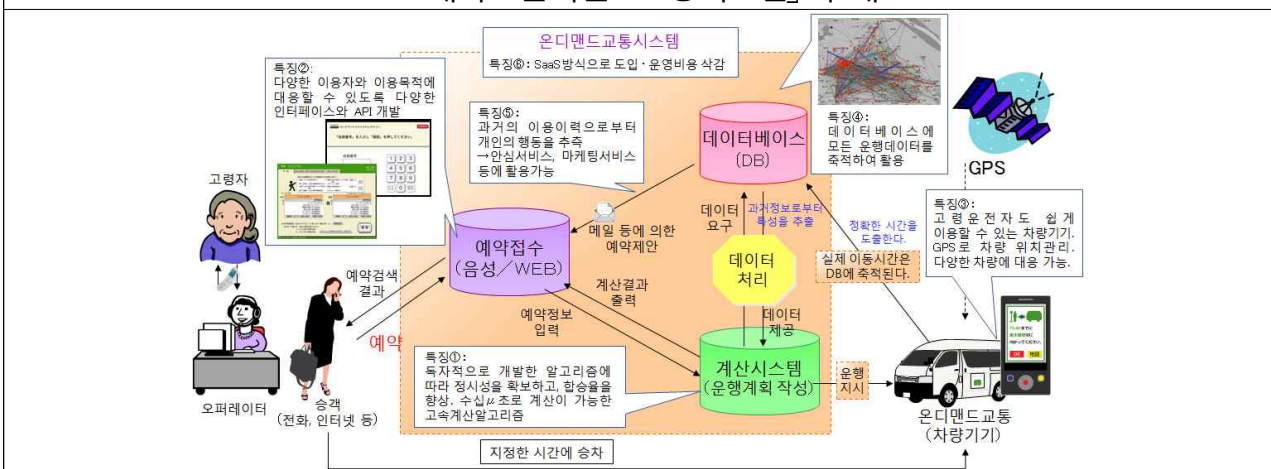 온디맨드교통시스템
특징⑥: SaaS방식으로 도입·운영비용 삭감
특징②:
다양한 이용자와 이용목적에
대응할 수 있도록 다양한
인터페이스와 API 개발
특징⑤:
과거의 이용이력으로부터
개인의 행동을 추측
→안심서비스, 마케팅서비스
등에 활용가능
데이터베이스
(DB)
특징④:
데이터베이스에
모든 운행데이터를
축적하여 활용
GPS
고령자
예약접수
(음성／WEB)
메일 등에 의한
예약제안
데이터
요구
과거정보로부터
특성을 추출
정확한 시간을
도출한다.
실제 이동시간은
DB에 축적된다.
특징③:
고령운전자도 쉽게
이용할 수 있는 차량기기.
GPS로 차량 위치관리.
다양한 차량에 대응 가능.
데이터
처리
예약검색
결과
계산결과
출력
예약정보
입력
데이터
제공
예약
특징①:
독자적으로 개발한 알고리즘에
따라 정시성을 확보하고, 합승율을
향상. 수십μ초로 계산이 가능한
고속계산알고리즘
계산시스템
(운행계획 작성)
운행
지시
오퍼레이터
승객
(전화, 인터넷 등)
온디맨드교통
(차량기기)
지정한 시간에 승차